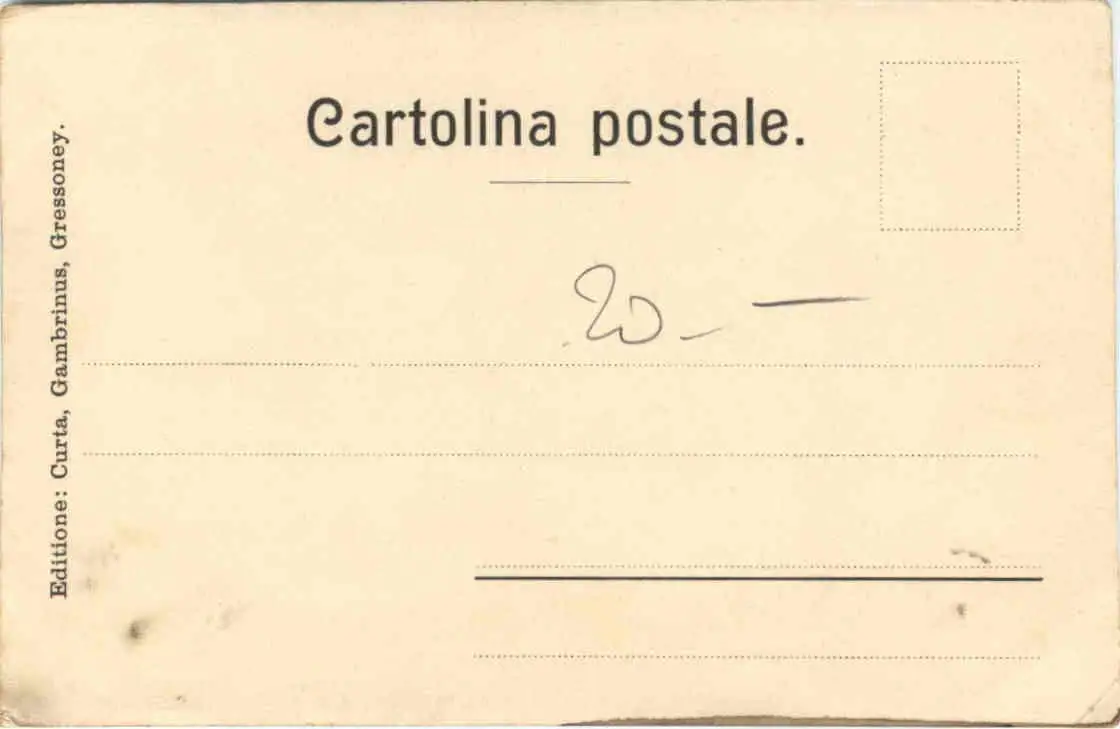 Cartolina postale.
20.–
Editione: Curta, Gambrinus, Gressoney.